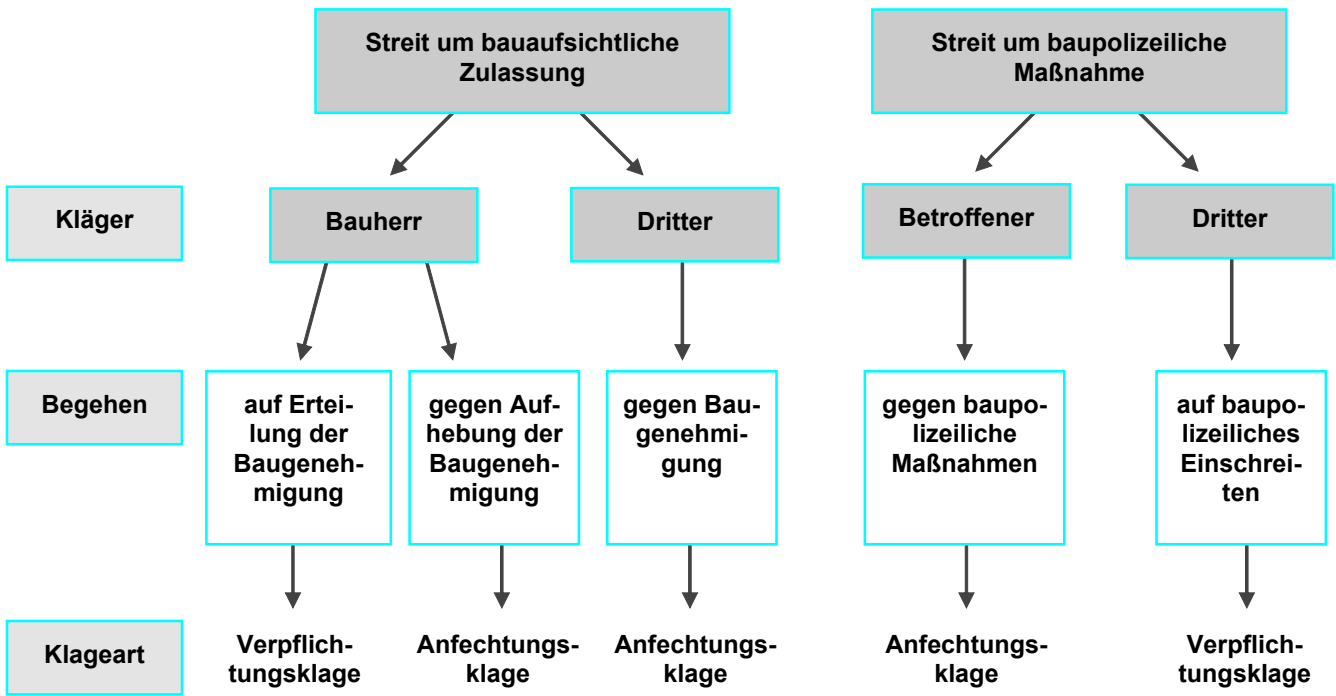 Streit um bauaufsichtliche
Zulassung
Streit um baupolizeiliche
Maßnahme
Kläger
Bauherr
Dritter
Betroffener
Dritter
Begehen
auf Ertei-
lung der
Baugeneh-
migung
gegen Auf-
hebung der
Baugeneh-
migung
gegen Bau-
genehmi-
gung
gegen baupo-
lizeiliche
Maßnahmen
auf baupo-
lizeiliches
Einschrei-
ten
Klageart
Verpflich-
tungsklage
Anfechtungs-
klage
Anfechtungs-
klage
Anfechtungs-
klage
Verpflich-
tungsklage